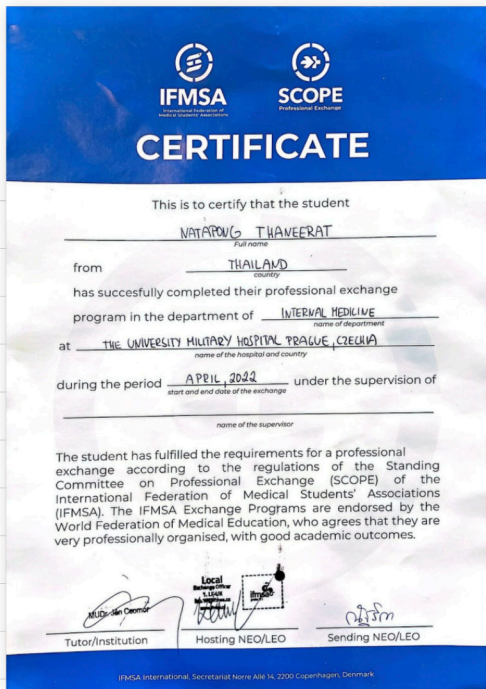 IFMSA
International Federation of
Medical Students' Associations
SCOPE
Professional Exchange
CERTIFICATE
This is to certify that the student
NATAPONG THANEERAT
Full name
from THAILAND
country
has succesfully completed their professional exchange
program in the department of INTERNAL MEDICINE
name of department
at THE UNIVERSITY MILITARY HOSPITAL PRAGUE, CZECHIA
name of the hospital and country
during the period APRIL, 2022 under the supervision of
start and end date of the exchange
name of the supervisor
The student has fulfilled the requirements for a professional
exchange according to the regulations of the Standing
Committee on Professional Exchange (SCOPE) of the
International Federation of Medical Students' Associations
(IFMSA). The IFMSA Exchange Programs are endorsed by the
World Federation of Medical Education, who agrees that they are
very professionally organised, with good academic outcomes.
Local
Exchange Officer
ifmsa
MUDr. Jan
Tutor/Institution
Hosting NEO/LEO
Sending NEO/LEO
IFMSA International, Secretariat Norre Allé 14, 2200 Copenhagen, Denmark